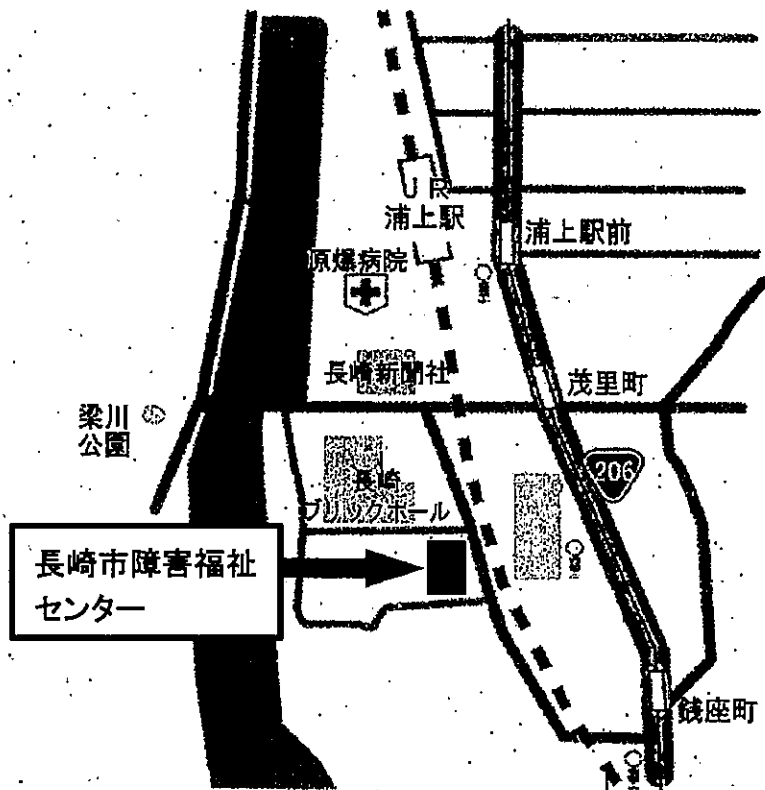 JR
浦上駅
浦上駅前
原爆病院
長崎新聞社
茂里町
梁川
公園
206
長崎
ブリックホール
長崎市障害福祉
センター
銭座町